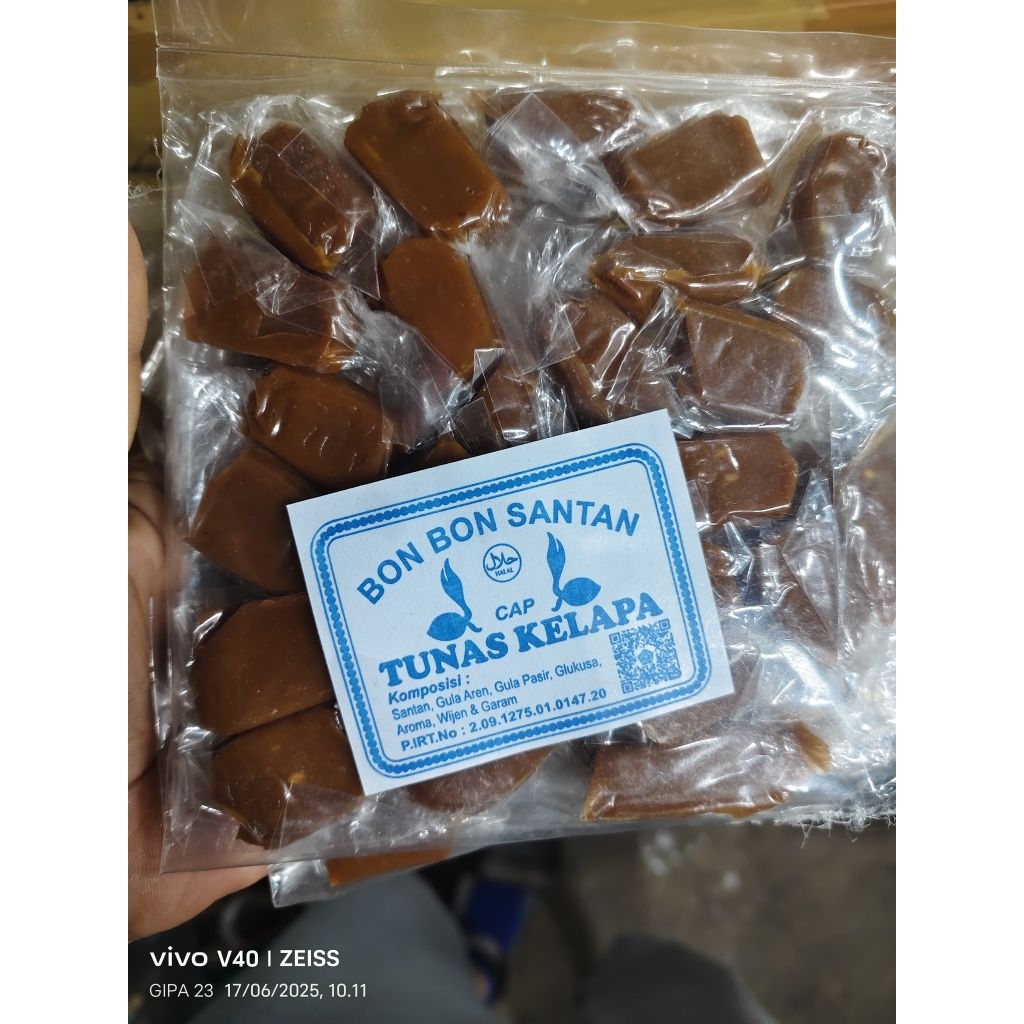 BON BON SANTAN
حلال
HALAL
CAP
TUNAS KELAPA
Komposisi :
Santan, Gula Aren, Gula Pasir, Glukusa,
Aroma, Wijen & Garam
P.IRT.No : 2.09.1275.01.0147.20
vivo V40 | ZEISS
GIPA 23 17/06/2025, 10.11